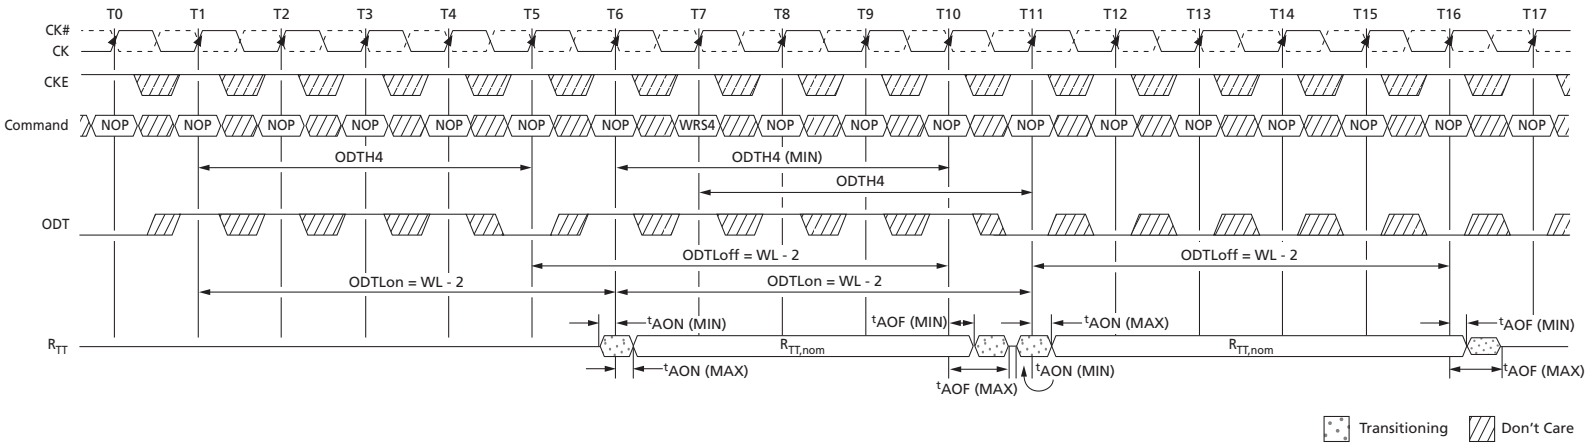 T0 T1 T2 T3 T4 T5 T6 T7 T8 T9 T10 T11 T12 T13 T14 T15 T16 T17
CK#
CK
CKE
Command NOP NOP NOP NOP NOP NOP NOP WRS4 NOP NOP NOP NOP NOP NOP NOP NOP NOP NOP
ODTH4 ODTH4 (MIN)
ODTH4
ODT
ODTLoff = WL - 2 ODTLoff = WL - 2
ODTLon = WL - 2 ODTLon = WL - 2
tAON (MIN) tAOF (MIN) tAON (MAX) tAOF (MIN)
RTT RTT,nom RTT,nom
tAON (MAX) tAON (MIN) tAOF (MAX)
tAOF (MAX)
Transitioning Don't Care